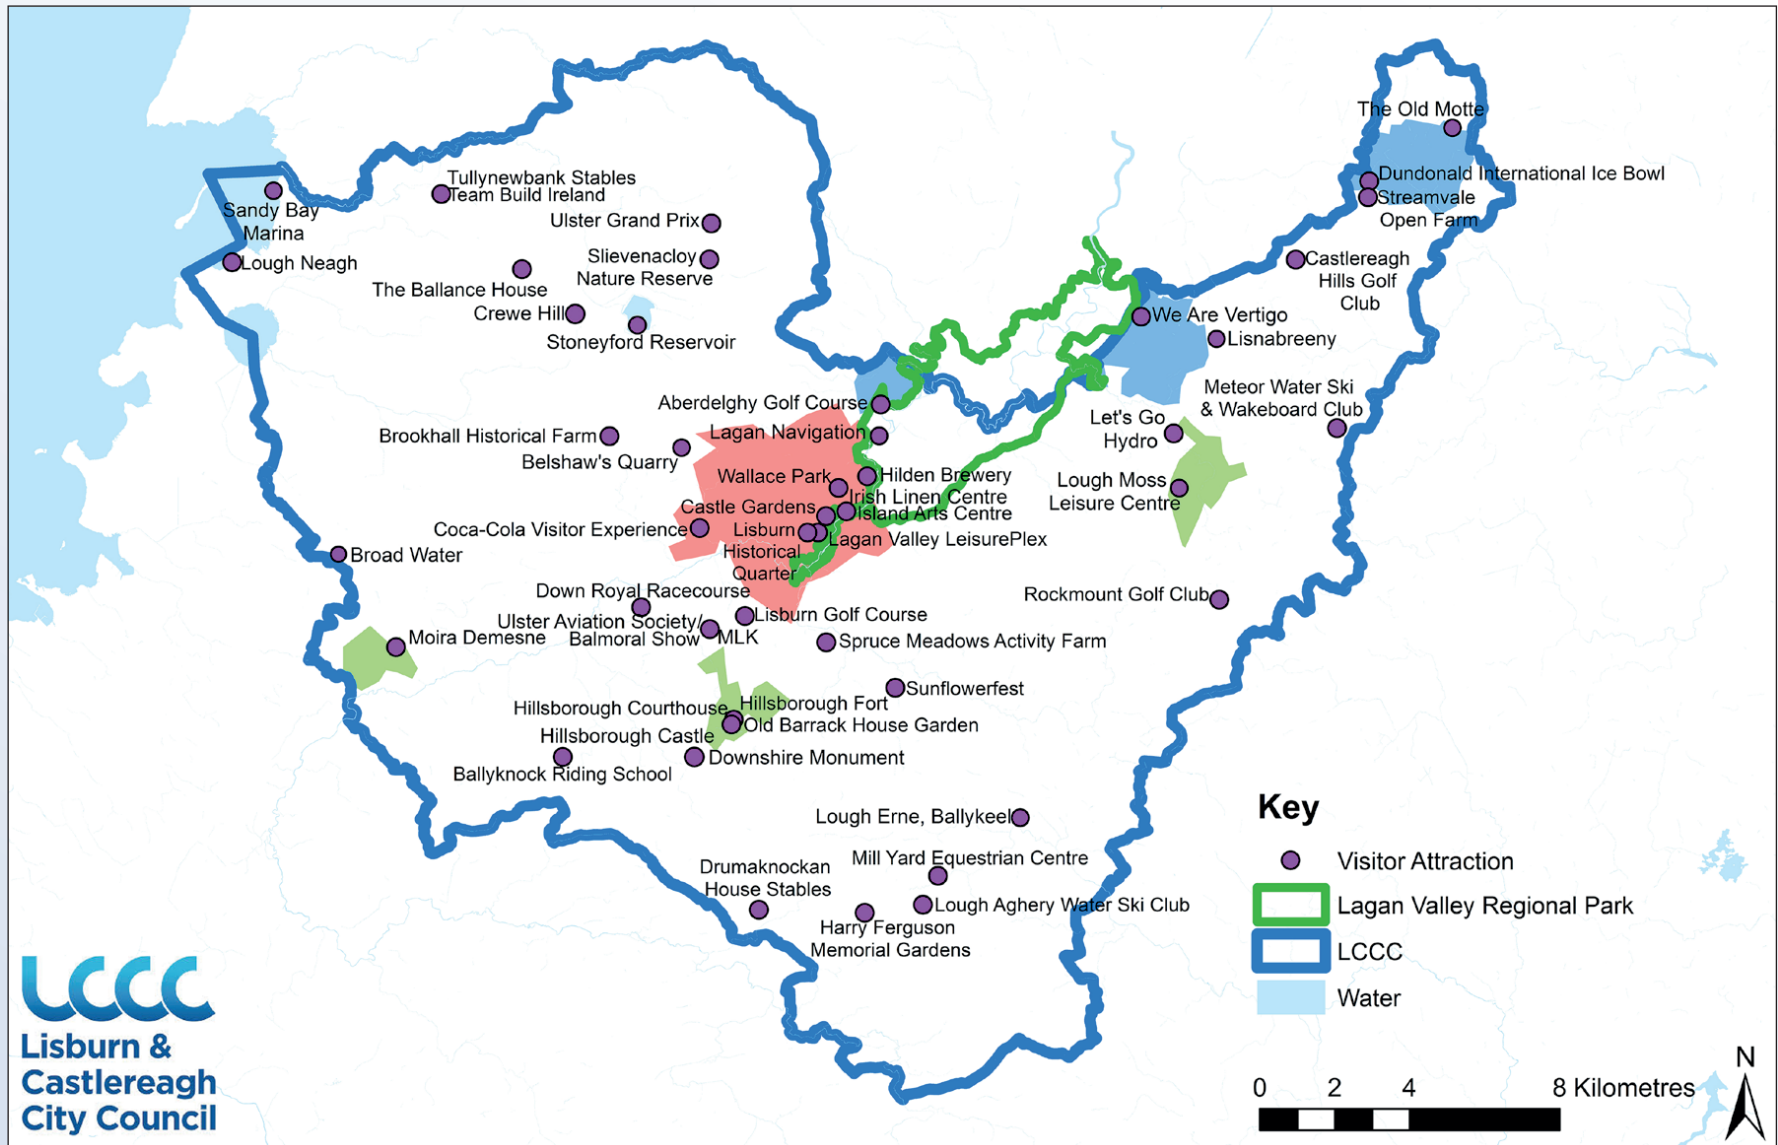 The Old Motte
Dundonald International Ice Bowl
Streamvale
Open Farm
Tullynewbank Stables
Team Build Ireland
Sandy Bay
Marina
Ulster Grand Prix
Lough Neagh
Slievenacloy
Nature Reserve
Castlereagh
Hills Golf
Club
The Ballance House
Crewe Hill
Stoneyford Reservoir
We Are Vertigo
Lisnabreeny
Meteor Water Ski
& Wakeboard Club
Aberdelghy Golf Course
Let's Go
Hydro
Lagan Navigation
Brookhall Historical Farm
Belshaw's Quarry
Wallace Park
Hilden Brewery
Lough Moss
Leisure Centre
Irish Linen Centre
Castle Gardens
Island Arts Centre
Coca-Cola Visitor Experience
Lisburn
Historical
Quarter
Lagan Valley LeisurePlex
Broad Water
Down Royal Racecourse
Rockmount Golf Club
Lisburn Golf Course
Ulster Aviation Society/
Balmoral Show
MLK
Moira Demesne
Spruce Meadows Activity Farm
Sunflowerfest
Hillsborough Courthouse
Hillsborough Fort
Old Barrack House Garden
Hillsborough Castle
Downshire Monument
Ballyknock Riding School
Lough Erne, Ballykeel
Mill Yard Equestrian Centre
Drumaknockan
House Stables
Lough Aghery Water Ski Club
Harry Ferguson
Memorial Gardens
Key
Visitor Attraction
Lagan Valley Regional Park
LCCC
Water
N
0 2 4 8 Kilometres
LCCC
Lisburn &
Castlereagh
City Council